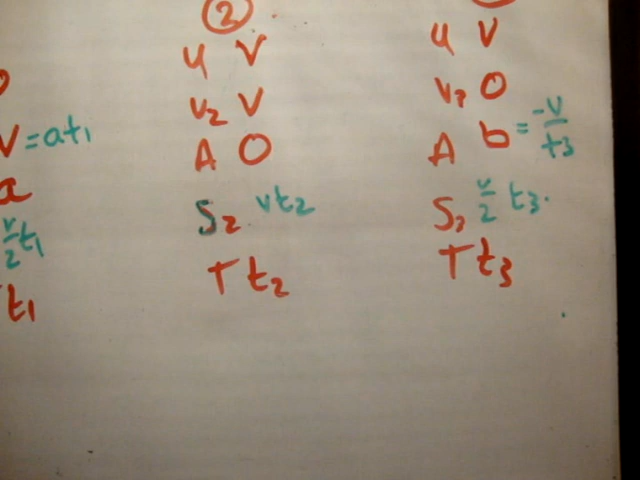 ②
u v
v₂ v
A O
S₂ vt₂
T t₂
u v
v₃ O
A b = -v/t₃
S₃ v/2 t₃.
T t₃
V = at₁
a
v/2 t₁
t₁